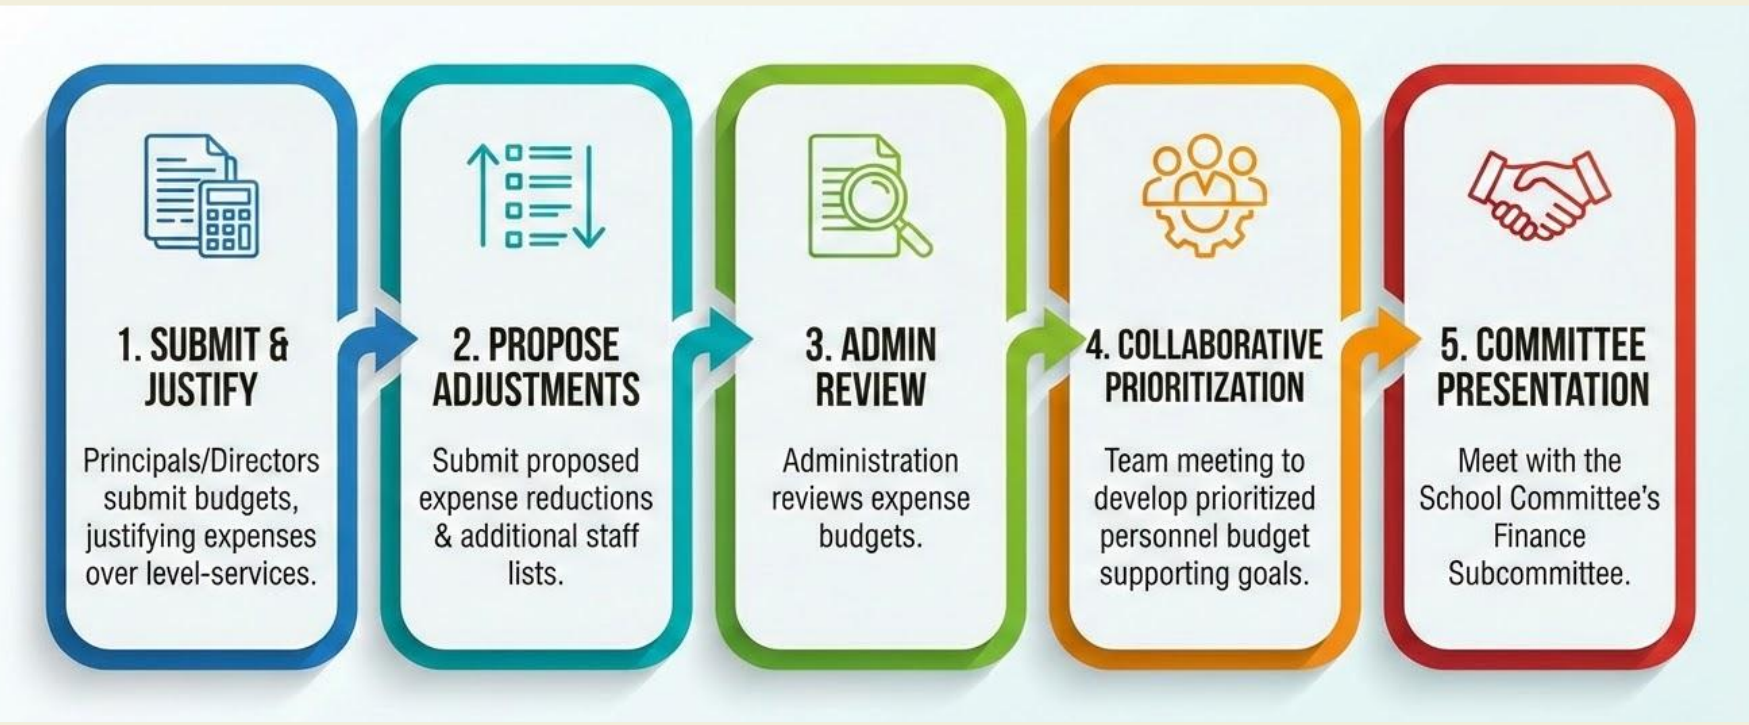 1. SUBMIT &
JUSTIFY
Principals/Directors
submit budgets,
justifying expenses
over level-services.
2. PROPOSE
ADJUSTMENTS
Submit proposed
expense reductions
& additional staff
lists.
3. ADMIN
REVIEW
Administration
reviews expense
budgets.
4. COLLABORATIVE
PRIORITIZATION
Team meeting to
develop prioritized
personnel budget
supporting goals.
5. COMMITTEE
PRESENTATION
Meet with the
School Committee’s
Finance
Subcommittee.